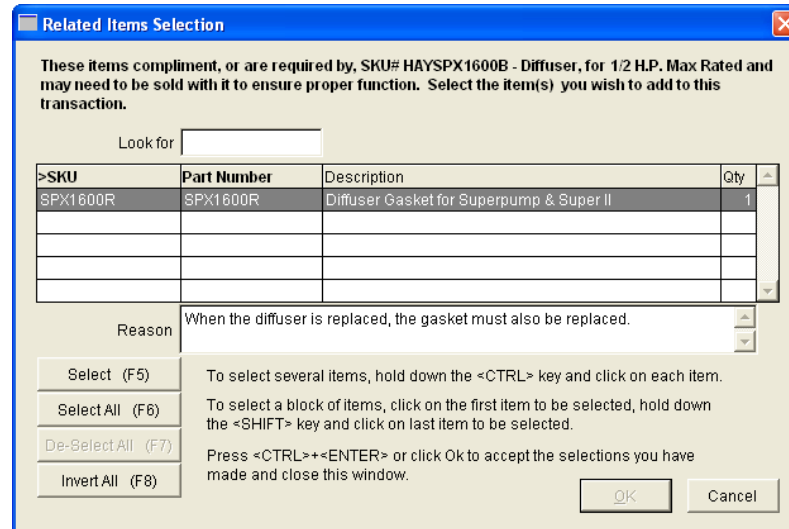 Related Items Selection
These items compliment, or are required by, SKU# HAYSPX1600B - Diffuser, for 1/2 H.P. Max Rated and
may need to be sold with it to ensure proper function. Select the item(s) you wish to add to this
transaction.
Look for
>SKU Part Number Description Qty
SPX1600R SPX1600R Diffuser Gasket for Superpump & Super II 1
Reason When the diffuser is replaced, the gasket must also be replaced.
Select (F5) To select several items, hold down the <CTRL> key and click on each item.
Select All (F6) To select a block of items, click on the first item to be selected, hold down
the <SHIFT> key and click on last item to be selected.
De-Select All (F7)
Press <CTRL>+<ENTER> or click Ok to accept the selections you have
made and close this window.
Invert All (F8)
OK Cancel